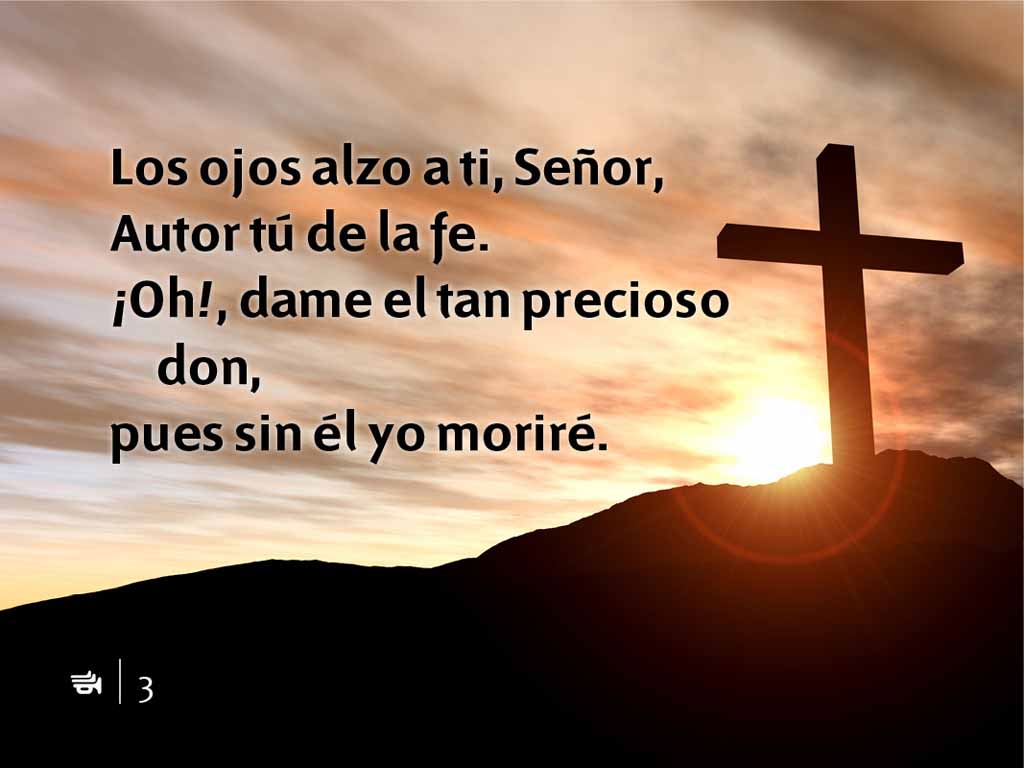 Los ojos alzo a ti, Señor,
Autor tú de la fe.
¡Oh!, dame el tan precioso
don,
pues sin él yo moriré.
3